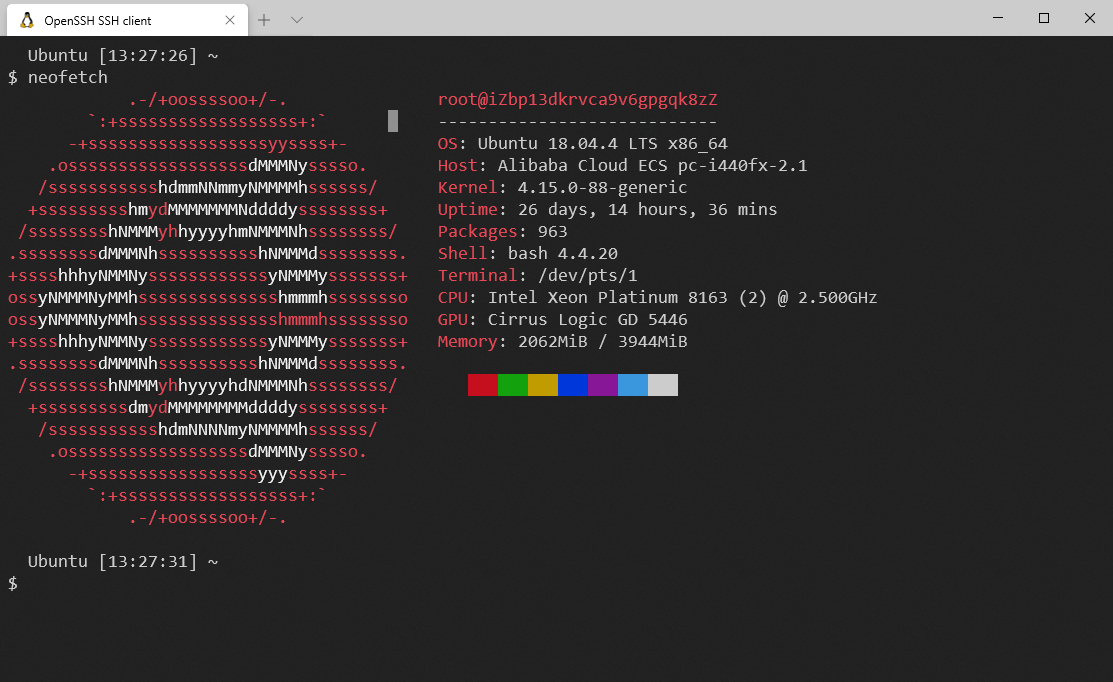 OpenSSH SSH client
Ubuntu [13:27:26] ~
$ neofetch
            .-/+oossssoo+/-.               root@iZbp13dkrvca9v6gpgqk8zZ
        `:+ssssssssssssssssss+:`           ----------------------------
      -+ssssssssssssssssssyyssss+-         OS: Ubuntu 18.04.4 LTS x86_64
    .ossssssssssssssssssdMMMNysssso.       Host: Alibaba Cloud ECS pc-i440fx-2.1
   /ssssssssssshdmmNNmmyNMMMMhssssss/      Kernel: 4.15.0-88-generic
  +ssssssssshmydMMMMMMMNddddyssssssss+     Uptime: 26 days, 14 hours, 36 mins
 /sssssssshNMMMyhhyyyyhmNMMMNhssssssss/    Packages: 963
.ssssssssdMMMNhsssssssssshNMMMdssssssss.   Shell: bash 4.4.20
+sssshhhyNMMNyssssssssssssyNMMMysssssss+   Terminal: /dev/pts/1
ossyNMMMNyMMhsssssssssssssshmmmhssssssso   CPU: Intel Xeon Platinum 8163 (2) @ 2.500GHz
ossyNMMMNyMMhsssssssssssssshmmmhssssssso   GPU: Cirrus Logic GD 5446
+sssshhhyNMMNyssssssssssssyNMMMysssssss+   Memory: 2062MiB / 3944MiB
.ssssssssdMMMNhsssssssssshNMMMdssssssss.
 /sssssssshNMMMyhhyyyyhdNMMMNhssssssss/
  +sssssssssdmydMMMMMMMMddddyssssssss+
   /ssssssssssshdmNNNNmyNMMMMhssssss/
    .ossssssssssssssssssdMMMNysssso.
      -+sssssssssssssssssyyyssss+-
        `:+ssssssssssssssssss+:`
            .-/+oossssoo+/-.
Ubuntu [13:27:31] ~
$